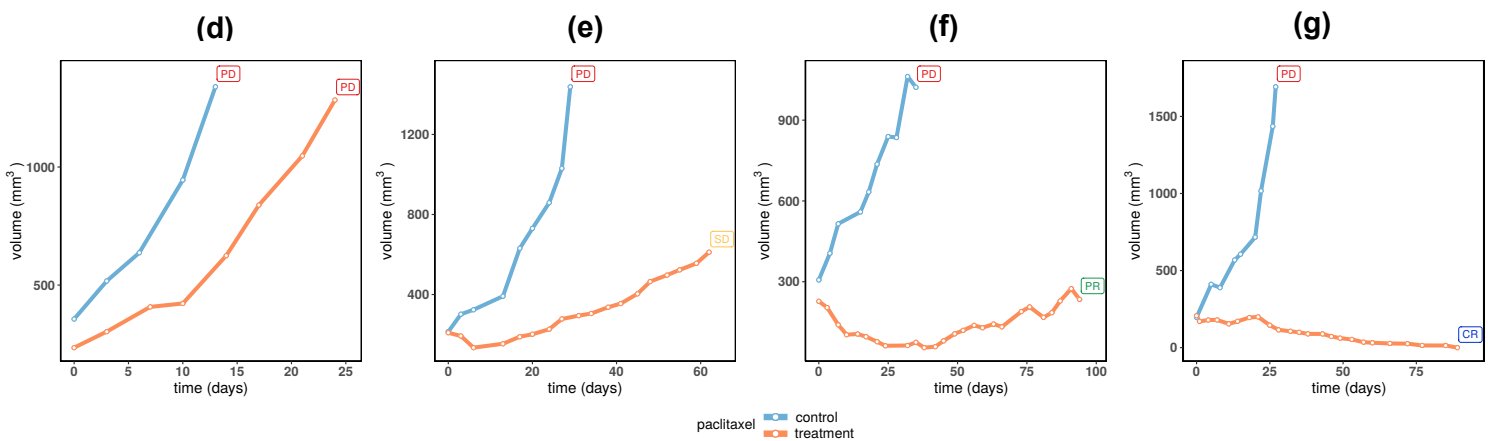 (d)
(e)
(f)
(g)
volume (mm³ )
1000
500
PD
PD
0
5
10
15
20
25
time (days)
volume (mm³ )
1200
800
400
PD
SD
0
20
40
60
time (days)
volume (mm³ )
900
600
300
PD
PR
0
25
50
75
100
time (days)
volume (mm³ )
1500
1000
500
0
PD
CR
0
25
50
75
time (days)
paclitaxel
control
treatment